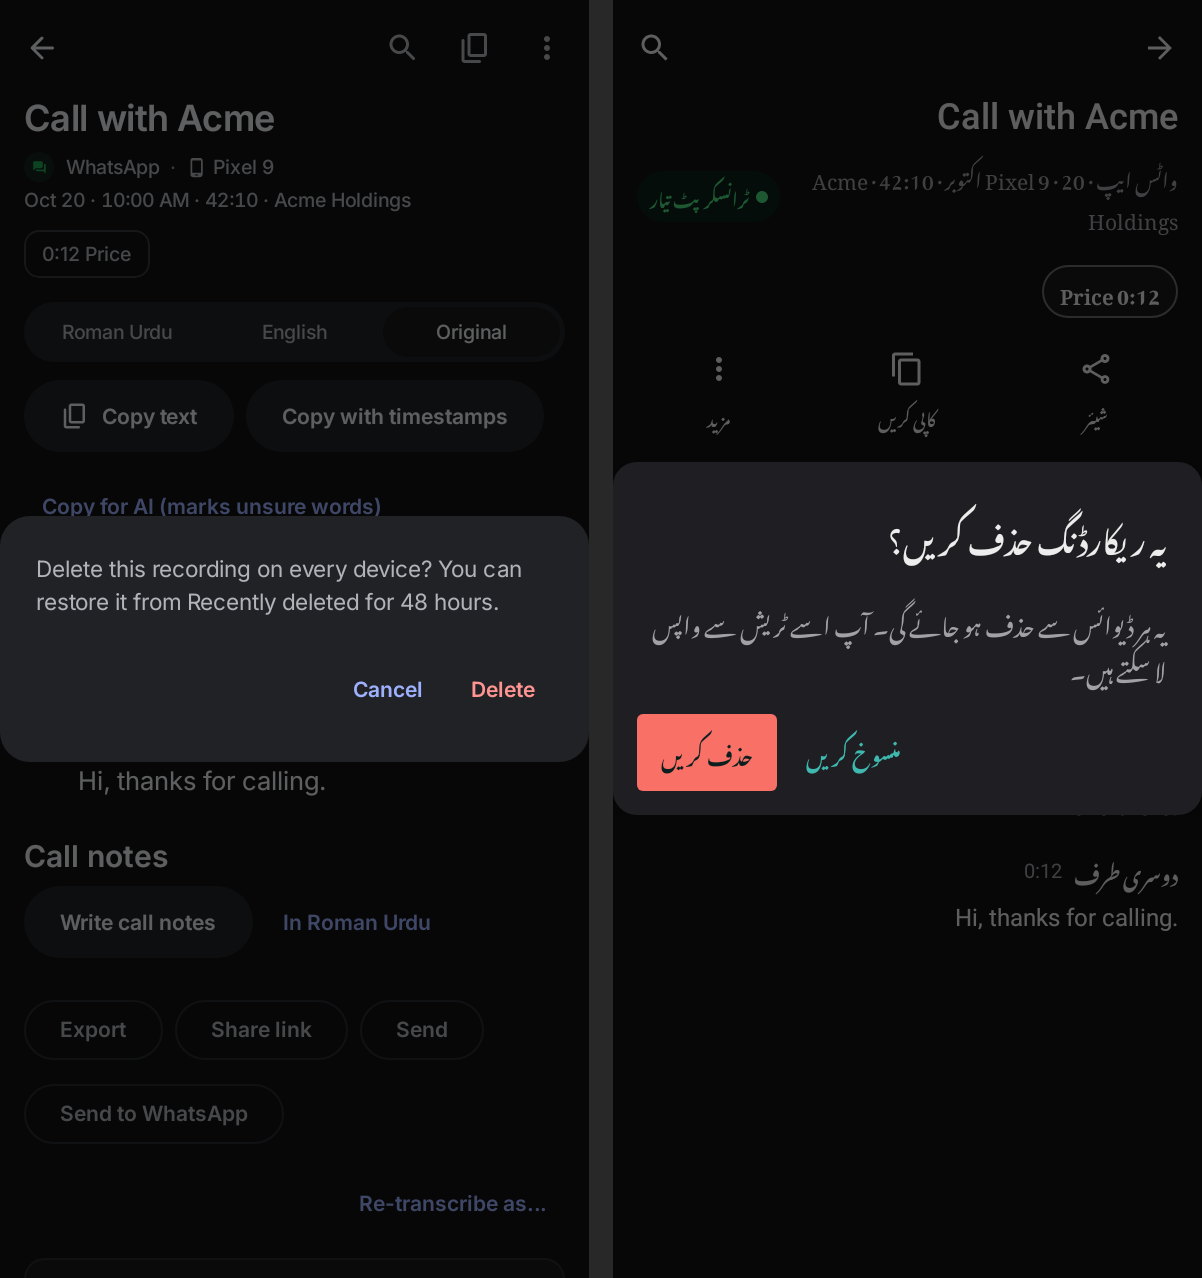 Call with Acme
WhatsApp · Pixel 9
Oct 20 · 10:00 AM · 42:10 · Acme Holdings
0:12 Price
Roman Urdu
English
Original
Copy text
Copy with timestamps
Copy for AI (marks unsure words)
Delete this recording on every device? You can
restore it from Recently deleted for 48 hours.
Cancel
Delete
Hi, thanks for calling.
Call notes
Write call notes
In Roman Urdu
Export
Share link
Send
Send to WhatsApp
Re-transcribe as...
Call with Acme
واٹس ایپ · Pixel 9 · 20 اکتوبر · 42:10 · Acme
Holdings
ٹرانسکرپٹ تیار
Price 0:12
شیئر
کاپی کریں
مزید
یہ ریکارڈنگ حذف کریں؟
یہ ہر ڈیوائس سے حذف ہو جائے گی۔ آپ اسے ٹریش سے واپس
لا سکتے ہیں۔
منسوخ کریں
حذف کریں
دوسری طرف 0:12
Hi, thanks for calling.